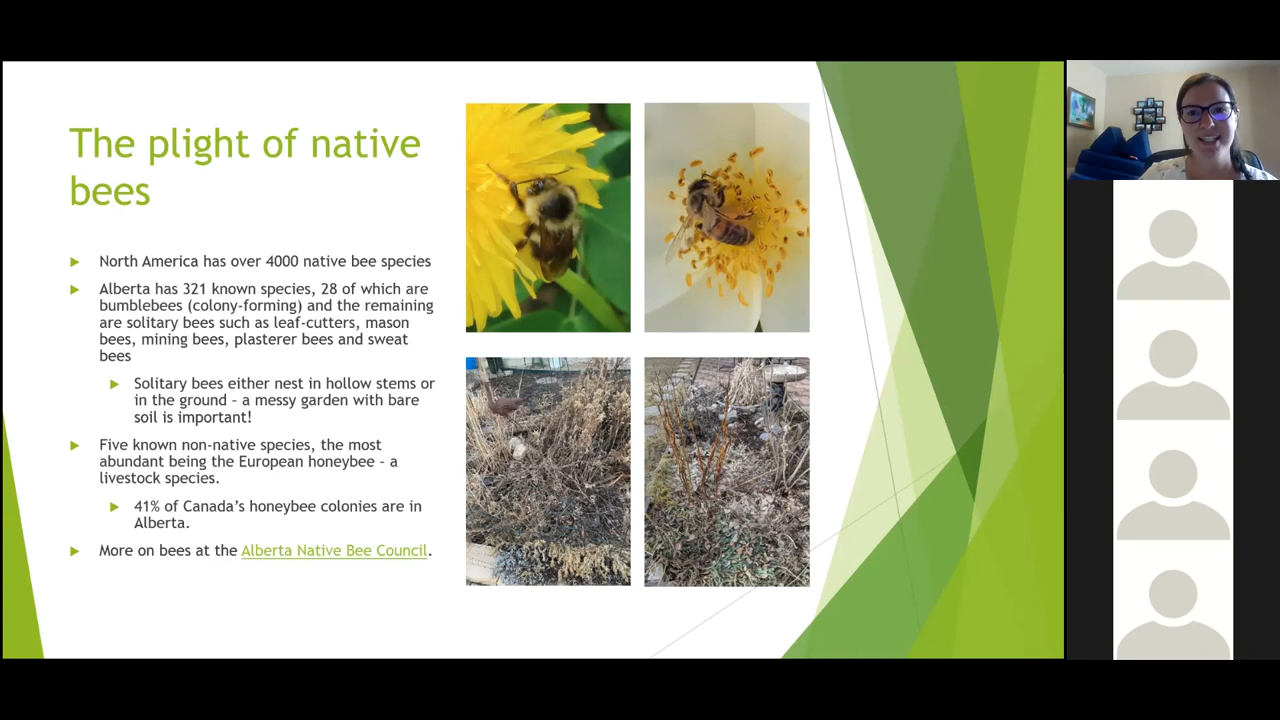 The plight of native
bees
North America has over 4000 native bee species
Alberta has 321 known species, 28 of which are
bumblebees (colony-forming) and the remaining
are solitary bees such as leaf-cutters, mason
bees, mining bees, plasterer bees and sweat
bees
Solitary bees either nest in hollow stems or
in the ground – a messy garden with bare
soil is important!
Five known non-native species, the most
abundant being the European honeybee – a
livestock species.
41% of Canada’s honeybee colonies are in
Alberta.
More on bees at the Alberta Native Bee Council.